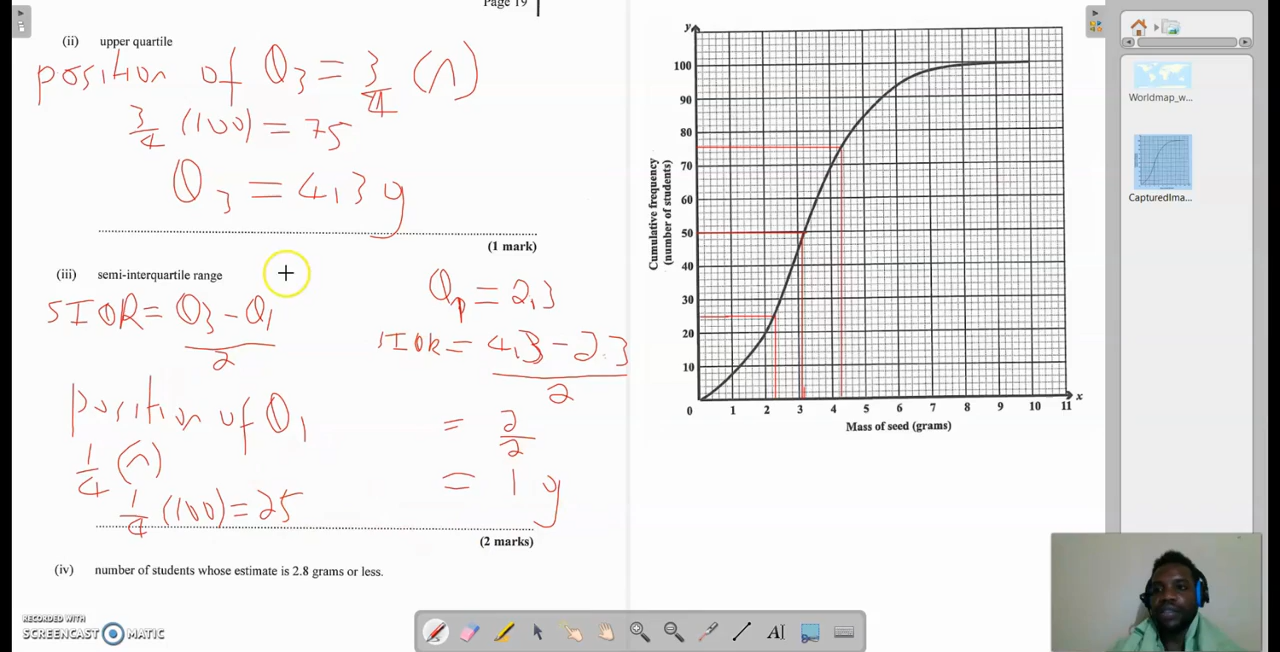 Page 19
(ii) upper quartile
position of Q3 = 3/4 (n)
3/4 (100) = 75
Q3 = 4.3 g
(1 mark)
(iii) semi-interquartile range
SIQR = Q3 - Q1
2
position of Q1
1/4 (n)
1/4 (100) = 25
Q1 = 2.3
SIQR = 4.3 - 2.3
2
= 2/2
= 1 g
(2 marks)
(iv) number of students whose estimate is 2.8 grams or less.
RECORDED WITH
SCREENCAST MATIC
y
100
90
80
70
60
50
40
30
20
10
0 1 2 3 4 5 6 7 8 9 10 11 x
Cumulative frequency
(number of students)
Mass of seed (grams)
AI
Worldmap_w...
CapturedIma...